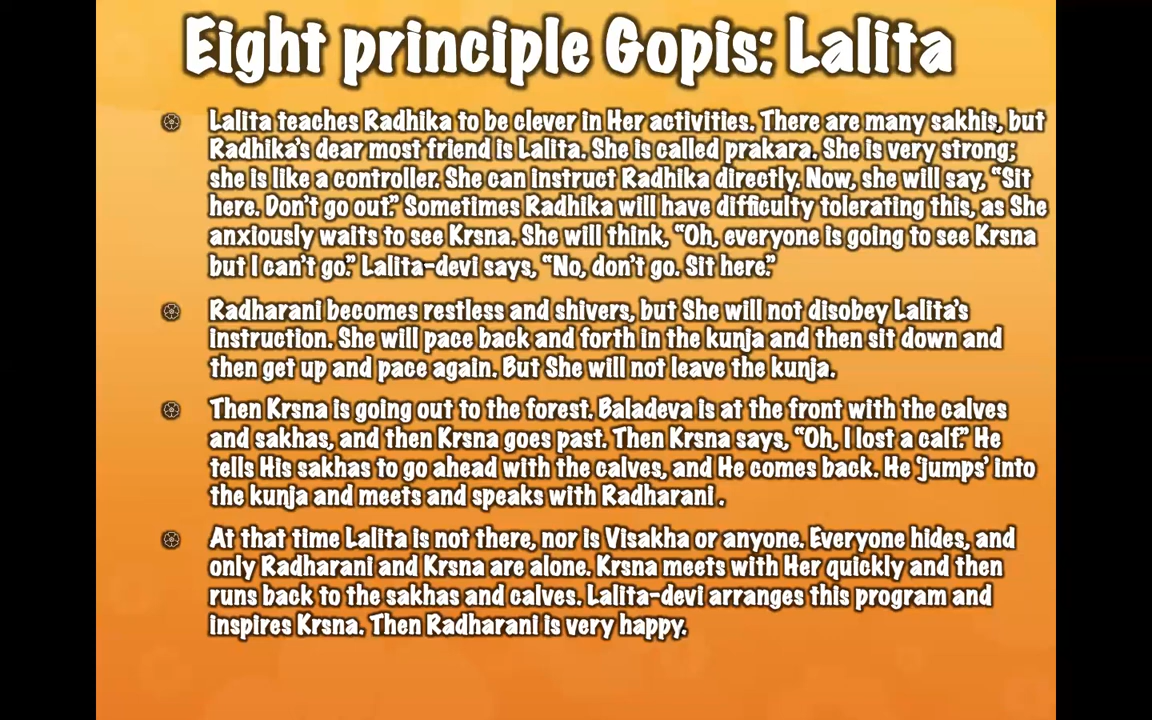 Eight principle Gopis: Lalita
Lalita teaches Radhika to be clever in Her activities. There are many sakhis, but
Radhika's dear most friend is Lalita. She is called prakara. She is very strong;
she is like a controller. She can instruct Radhika directly. Now, she will say, “Sit
here. Don't go out.” Sometimes Radhika will have difficulty tolerating this, as She
anxiously waits to see Krsna. She will think, “Oh, everyone is going to see Krsna
but I can't go.” Lalita-devi says, “No, don't go. Sit here.”
Radharani becomes restless and shivers, but She will not disobey Lalita's
instruction. She will pace back and forth in the kunja and then sit down and
then get up and pace again. But She will not leave the kunja.
Then Krsna is going out to the forest. Baladeva is at the front with the calves
and sakhas, and then Krsna goes past. Then Krsna says, “Oh, I lost a calf.” He
tells His sakhas to go ahead with the calves, and He comes back. He ‘jumps’ into
the kunja and meets and speaks with Radharani .
At that time Lalita is not there, nor is Visakha or anyone. Everyone hides, and
only Radharani and Krsna are alone. Krsna meets with Her quickly and then
runs back to the sakhas and calves. Lalita-devi arranges this program and
inspires Krsna. Then Radharani is very happy.